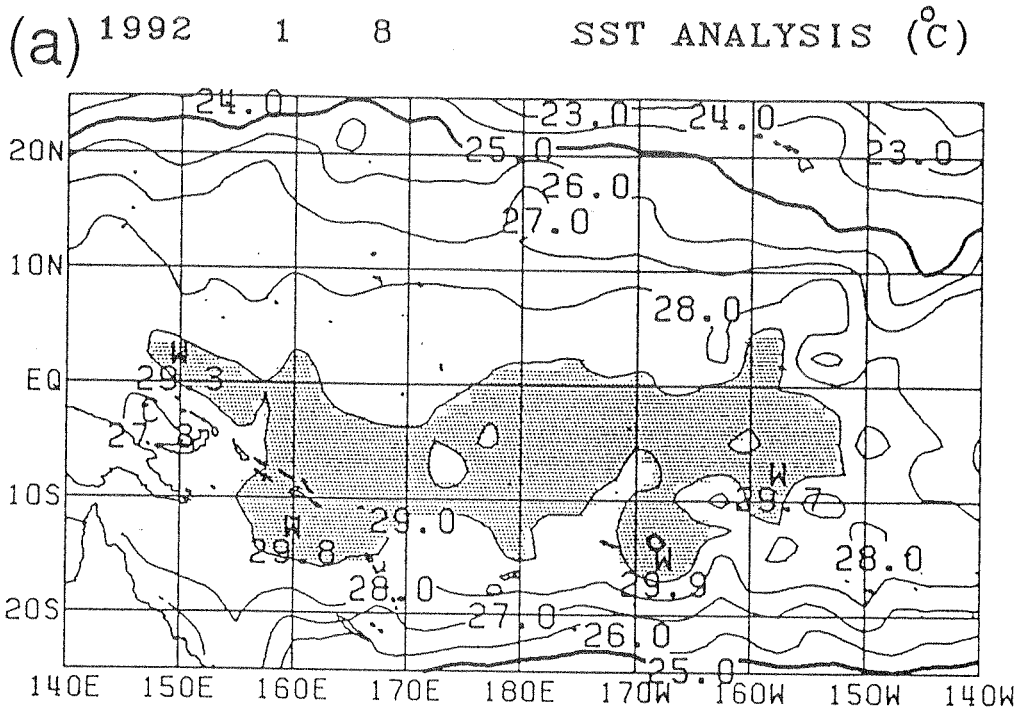 (a) 1992 1 8 SST ANALYSIS (°C)
24.0 23.0 24.0
20N 25.0 23.0
26.0
27.0
10N
28.0
W
EQ 29.3
C
27.8
W
10S 29.7
W 29.0
29.8 W 28.0
28.0 29.9
20S 27.0
26.0
25.0
140E 150E 160E 170E 180E 170W 160W 150W 140W